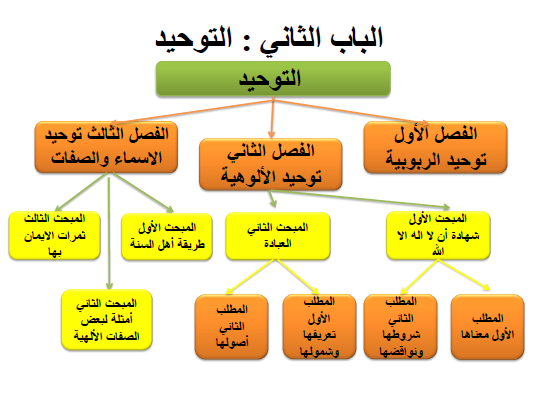 الباب الثاني : التوحيد
التوحيد
الفصل الأول
توحيد الربوبية
الفصل الثاني
توحيد الألوهية
الفصل الثالث توحيد
الاسماء والصفات
المبحث الأول
شهادة أن لا اله الا
الله
المبحث الثاني
العبادة
المبحث الأول
طريقة أهل السنة
المبحث الثالث
ثمرات الايمان
بها
المبحث الثاني
أمثلة لبعض
الصفات الألهية
المطلب
الأول معناها
المطلب
الثاني
شروطها
ونواقضها
المطلب
الأول
تعريفها
وشمولها
المطلب
الثاني
أصولها